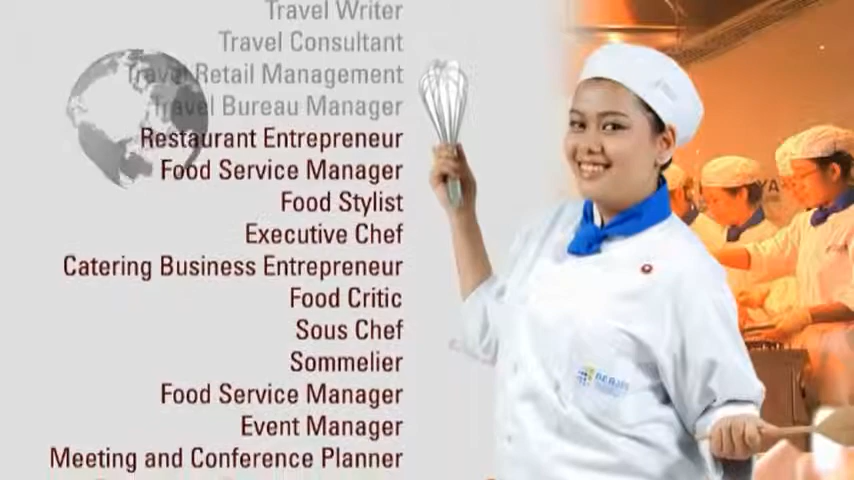 Travel Writer
Travel Consultant
Travel Retail Management
Travel Bureau Manager
Restaurant Entrepreneur
Food Service Manager
Food Stylist
Executive Chef
Catering Business Entrepreneur
Food Critic
Sous Chef
Sommelier
Food Service Manager
Event Manager
Meeting and Conference Planner